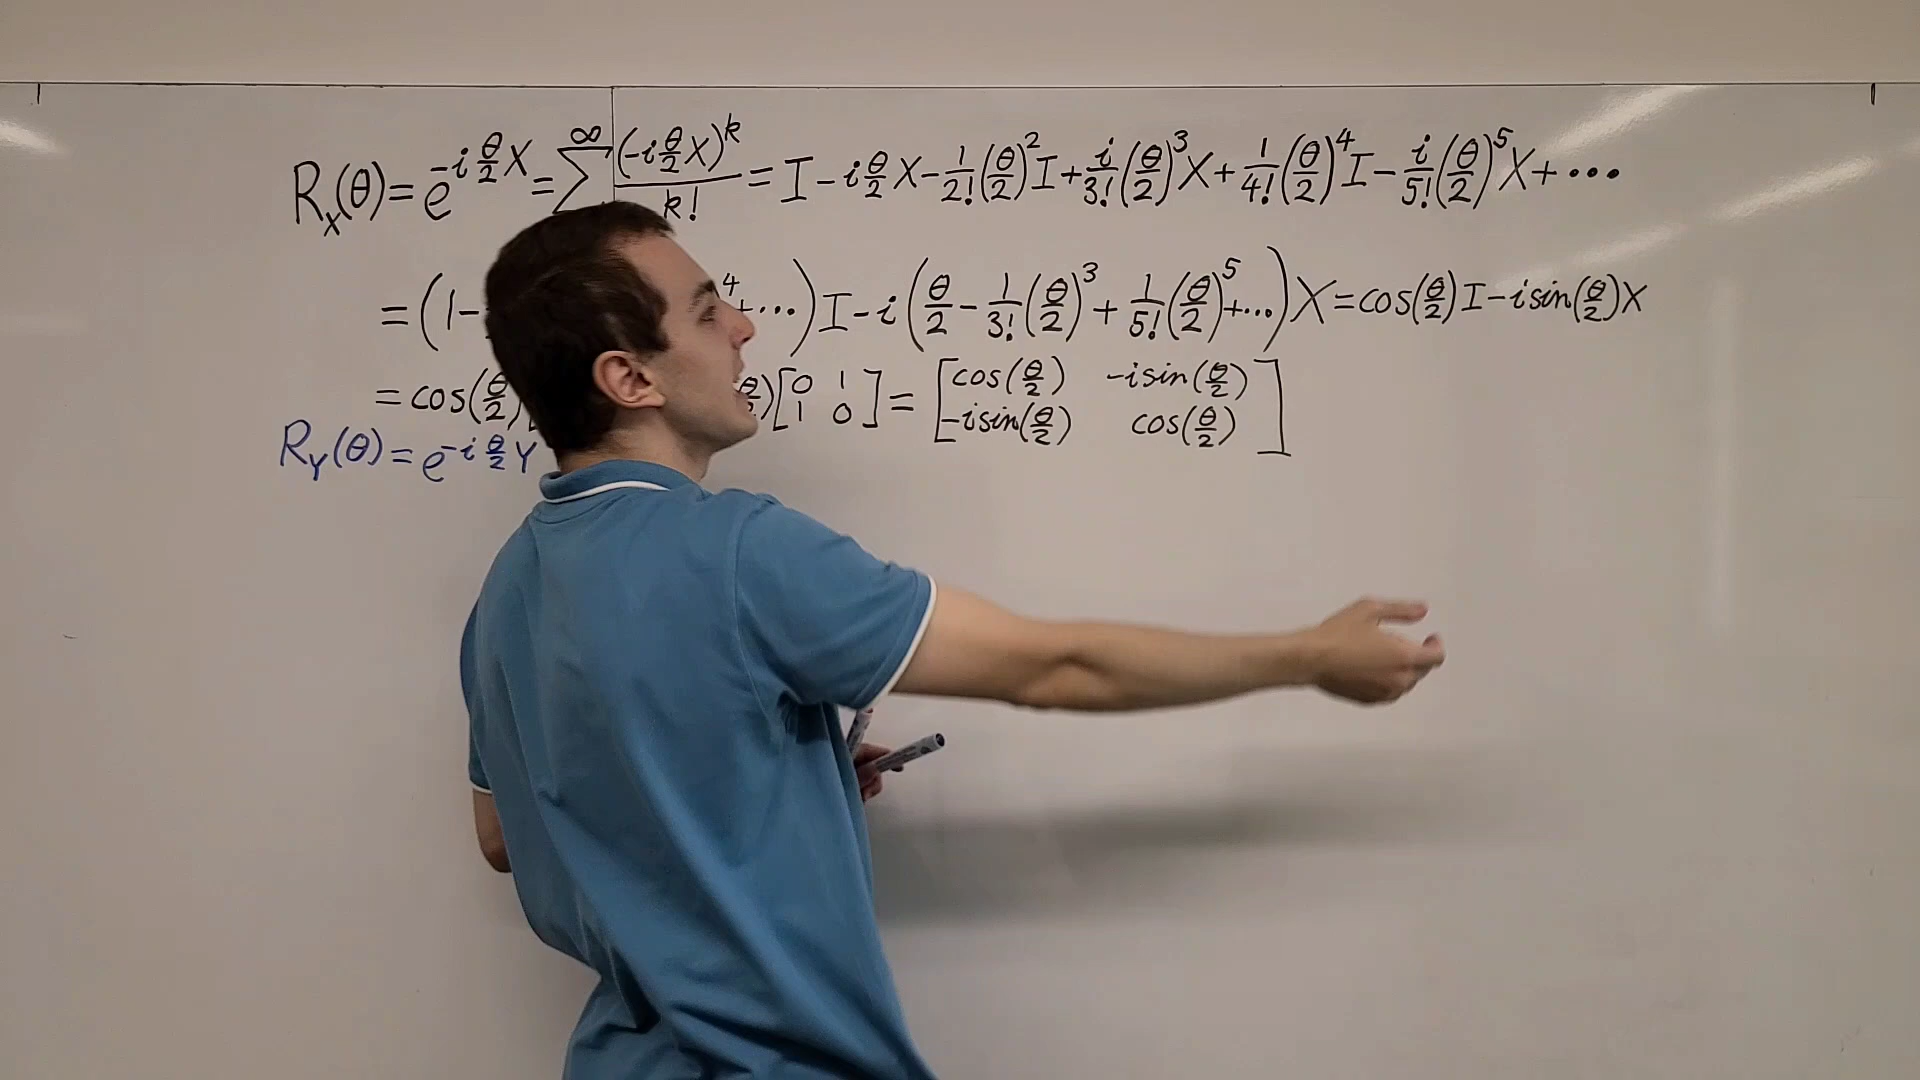 R_X(θ) = e^{-i θ/2 X} = ∑^∞ (-i θ/2 X)^k / k! = I - i θ/2 X - 1/2! (θ/2)^2 I + i/3! (θ/2)^3 X + 1/4! (θ/2)^4 I - i/5! (θ/2)^5 X + ⋯
= (1 - ^4 + ...) I - i (θ/2 - 1/3! (θ/2)^3 + 1/5! (θ/2)^5 + ...) X = cos(θ/2) I - i sin(θ/2) X
= cos(θ/2) [ θ/2) [0 1; 1 0] = [cos(θ/2) -i sin(θ/2); -i sin(θ/2) cos(θ/2)]
R_Y(θ) = e^{-i θ/2 Y}